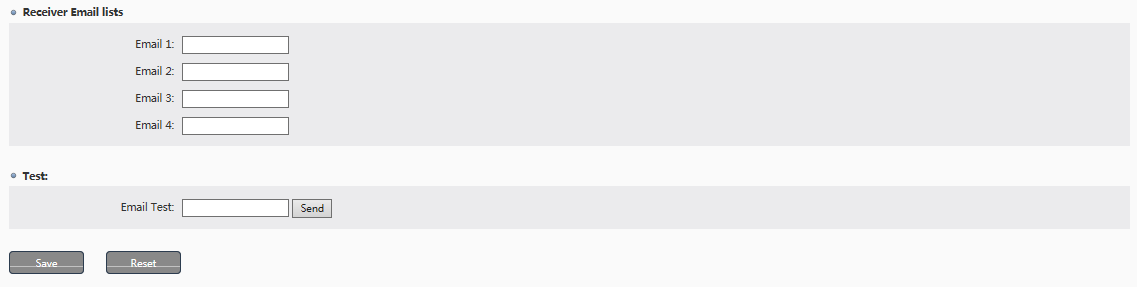 Receiver Email lists
Email 1:
Email 2:
Email 3:
Email 4:
Test:
Email Test: Send
Save Reset